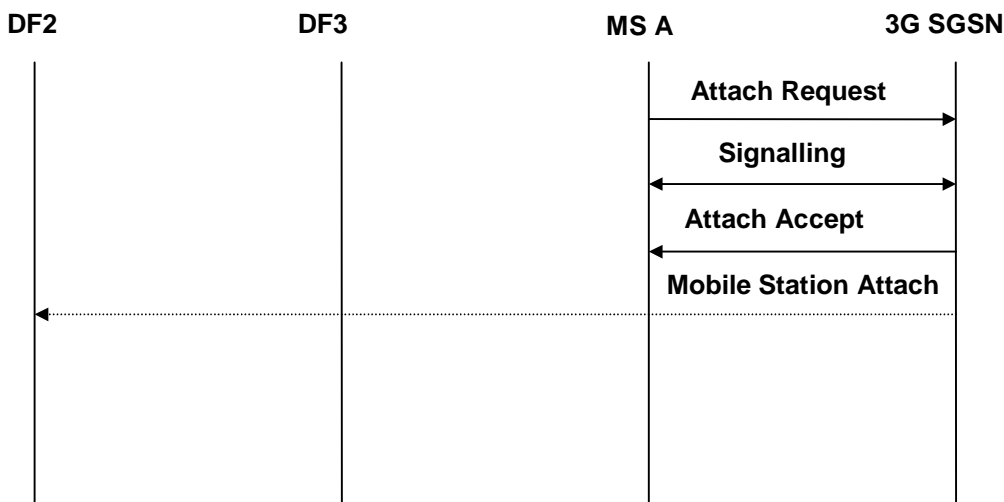 DF2
DF3
MS A
3G SGSN
Attach Request
Signalling
Attach Accept
Mobile Station Attach